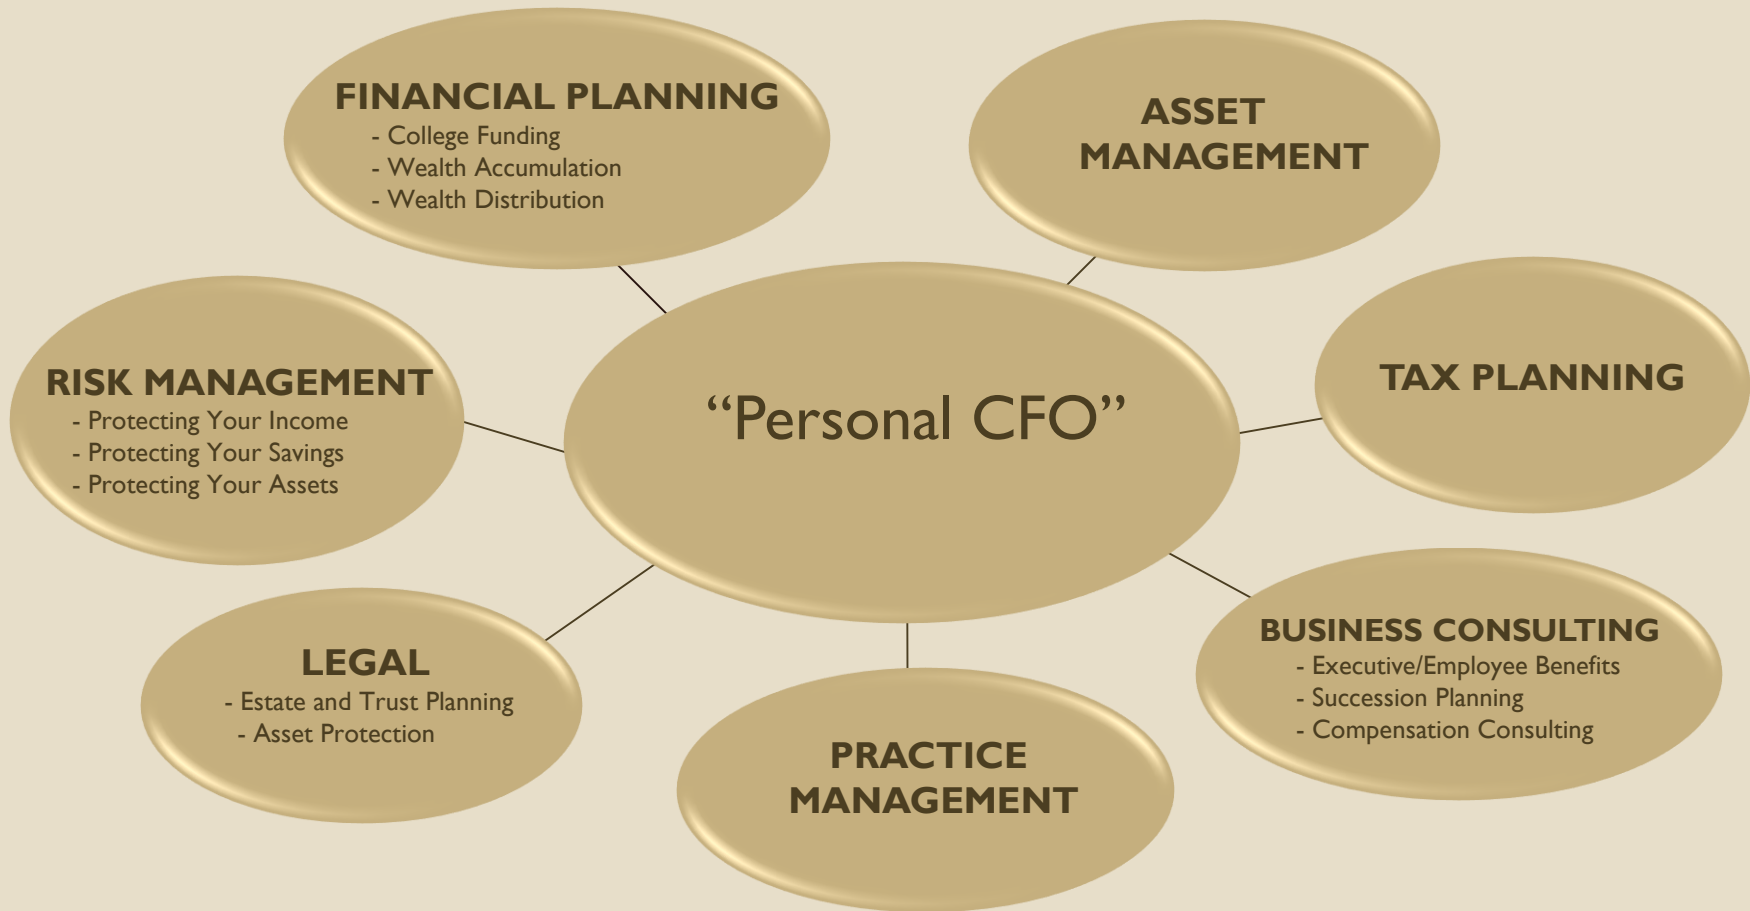 FINANCIAL PLANNING
- College Funding
- Wealth Accumulation
- Wealth Distribution
ASSET
MANAGEMENT
RISK MANAGEMENT
- Protecting Your Income
- Protecting Your Savings
- Protecting Your Assets
“Personal CFO”
TAX PLANNING
LEGAL
- Estate and Trust Planning
- Asset Protection
PRACTICE
MANAGEMENT
BUSINESS CONSULTING
- Executive/Employee Benefits
- Succession Planning
- Compensation Consulting